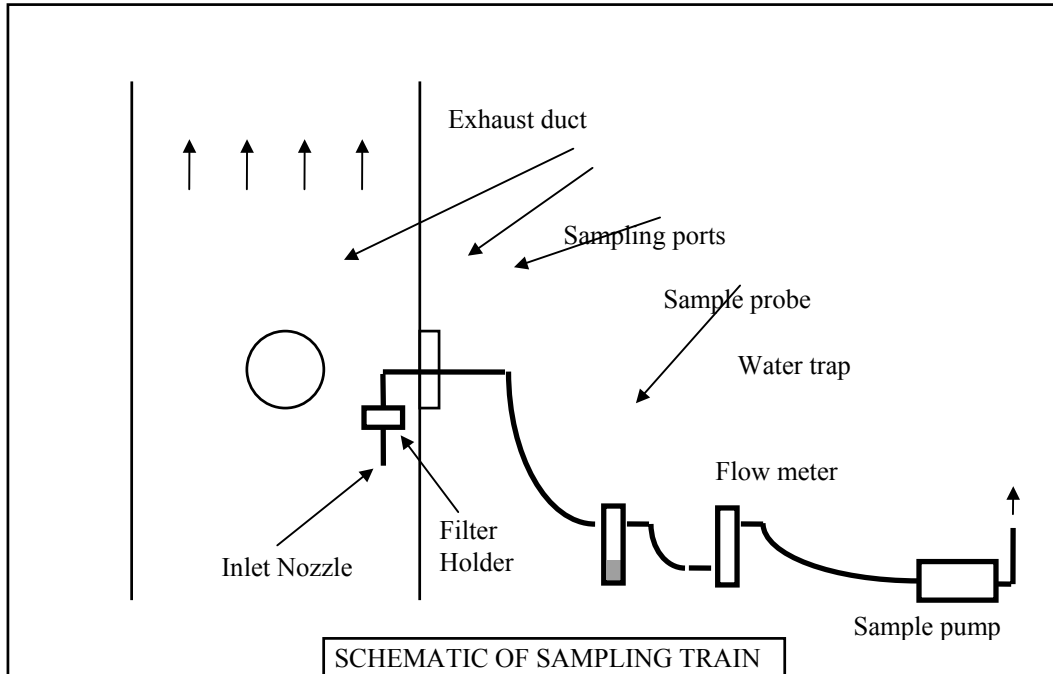 Exhaust duct
Sampling ports
Sample probe
Water trap
Flow meter
Filter
Holder
Inlet Nozzle
Sample pump
SCHEMATIC OF SAMPLING TRAIN